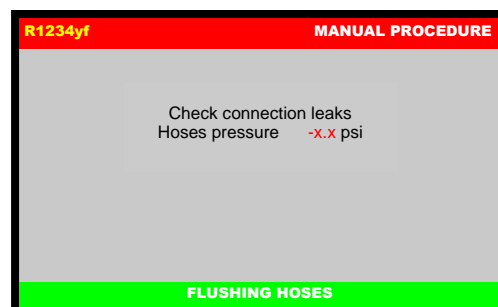 R1234yf MANUAL PROCEDURE
Check connection leaks
Hoses pressure -x.x psi
FLUSHING HOSES